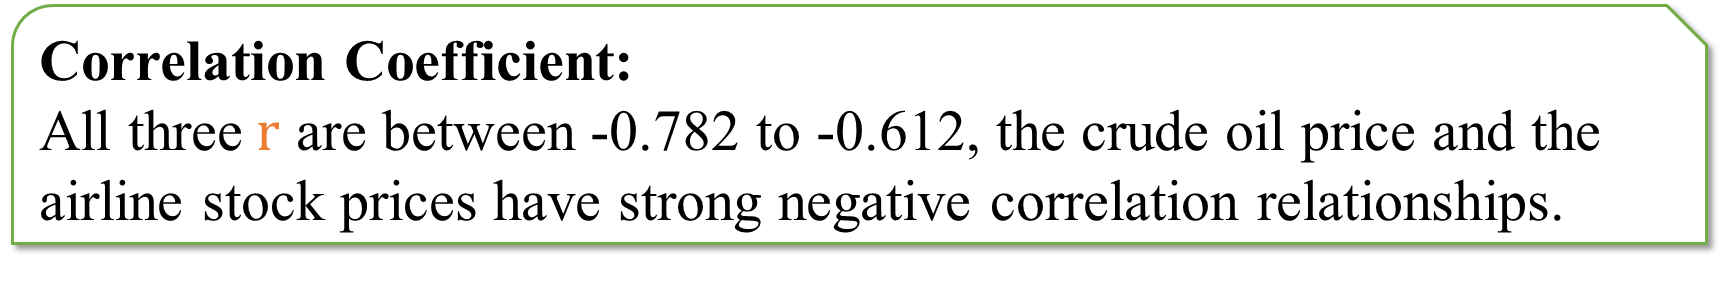 Correlation Coefficient:
All three r are between -0.782 to -0.612, the crude oil price and the
airline stock prices have strong negative correlation relationships.